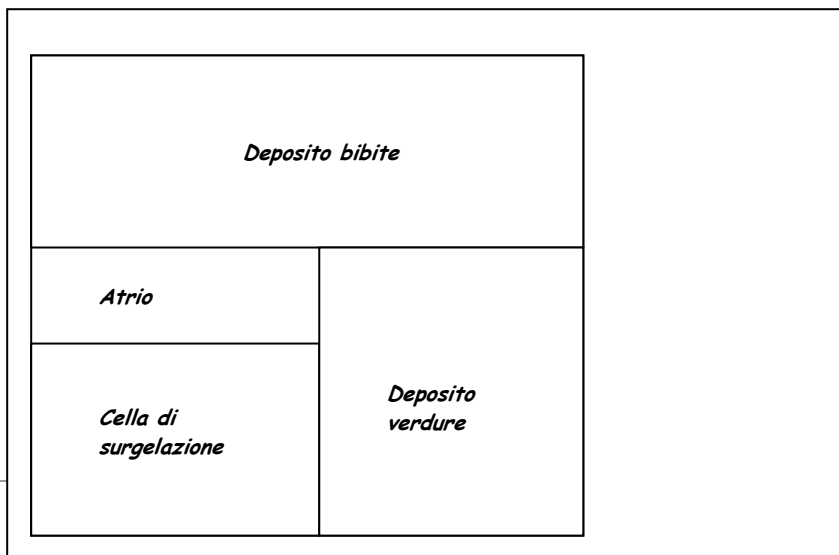 Deposito bibite
Atrio
Deposito
verdure
Cella di
surgelazione